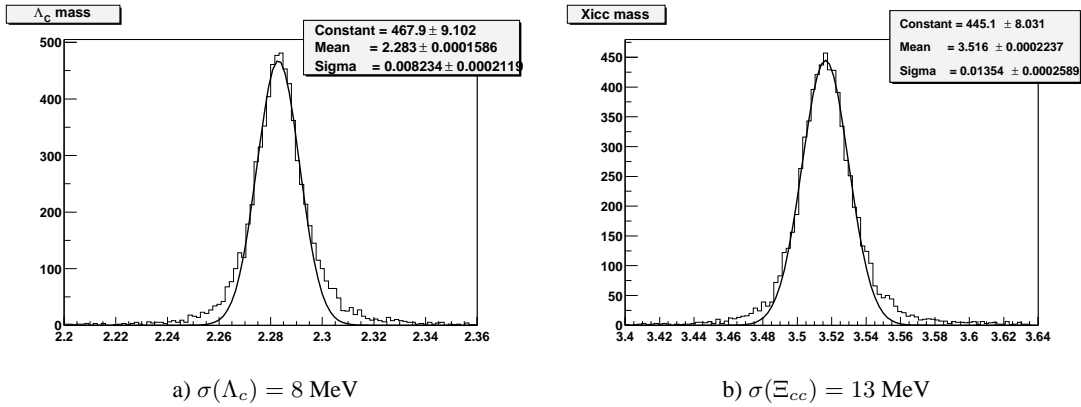 Λc mass
Constant = 467.9 ± 9.102
Mean = 2.283 ± 0.0001586
Sigma = 0.008234 ± 0.0002119
500
400
300
200
100
0
2.2 2.22 2.24 2.26 2.28 2.3 2.32 2.34 2.36
a) σ(Λc) = 8 MeV
Xicc mass
Constant = 445.1 ± 8.031
Mean = 3.516 ± 0.0002237
Sigma = 0.01354 ± 0.0002589
450
400
350
300
250
200
150
100
50
0
3.4 3.42 3.44 3.46 3.48 3.5 3.52 3.54 3.56 3.58 3.6 3.62 3.64
b) σ(Ξcc) = 13 MeV